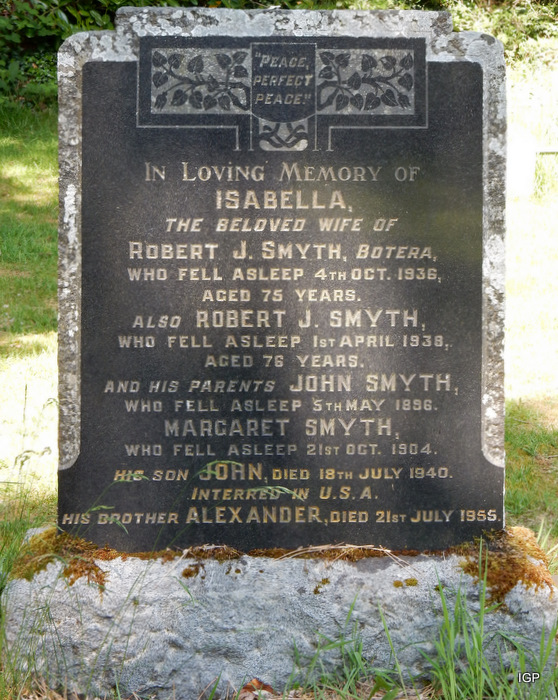 "PEACE,
PERFECT
PEACE."
IN LOVING MEMORY OF
ISABELLA,
THE BELOVED WIFE OF
ROBERT J. SMYTH, BOTERA,
WHO FELL ASLEEP 4TH OCT. 1936,
AGED 75 YEARS.
ALSO ROBERT J. SMYTH,
WHO FELL ASLEEP 1ST APRIL 1938,
AGED 76 YEARS.
AND HIS PARENTS JOHN SMYTH,
WHO FELL ASLEEP 5TH MAY 1896.
MARGARET SMYTH,
WHO FELL ASLEEP 21ST OCT. 1904.
HIS SON JOHN, DIED 18TH JULY 1940.
INTERRED IN U.S.A.
HIS BROTHER ALEXANDER, DIED 21ST JULY 1955.
IGP